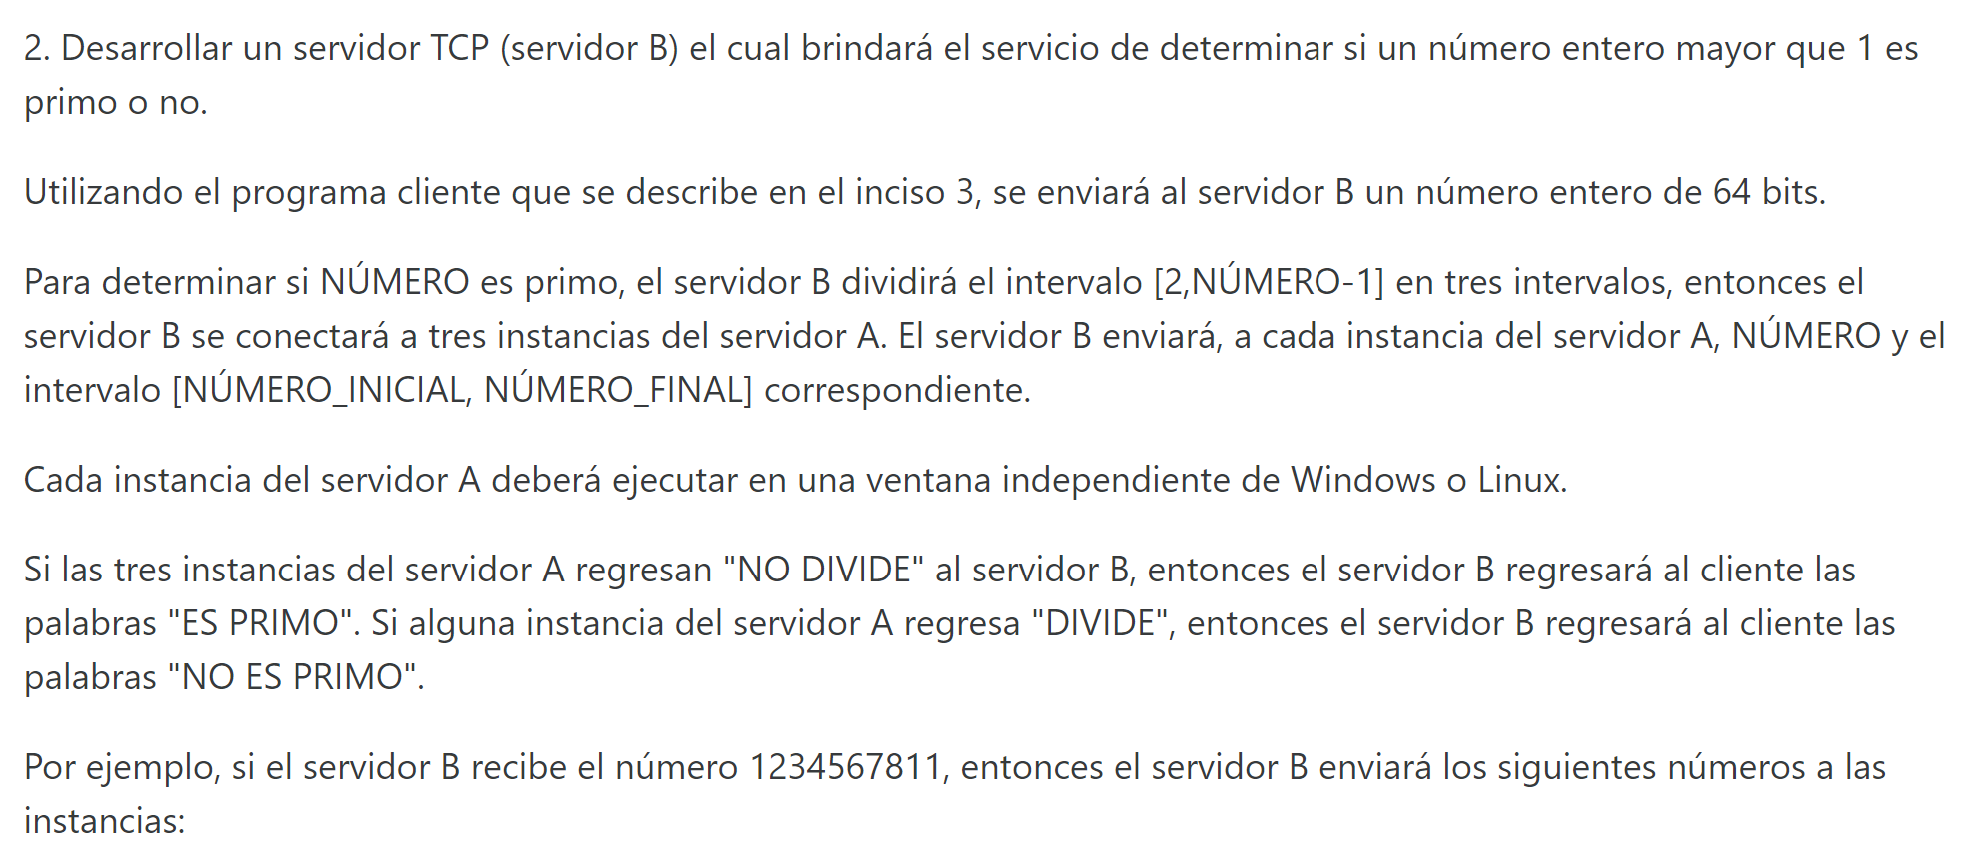 2. Desarrollar un servidor TCP (servidor B) el cual brindará el servicio de determinar si un número entero mayor que 1 es
primo o no.
Utilizando el programa cliente que se describe en el inciso 3, se enviará al servidor B un número entero de 64 bits.
Para determinar si NÚMERO es primo, el servidor B dividirá el intervalo [2,NÚMERO-1] en tres intervalos, entonces el
servidor B se conectará a tres instancias del servidor A. El servidor B enviará, a cada instancia del servidor A, NÚMERO y el
intervalo [NÚMERO_INICIAL, NÚMERO_FINAL] correspondiente.
Cada instancia del servidor A deberá ejecutar en una ventana independiente de Windows o Linux.
Si las tres instancias del servidor A regresan "NO DIVIDE" al servidor B, entonces el servidor B regresará al cliente las
palabras "ES PRIMO". Si alguna instancia del servidor A regresa "DIVIDE", entonces el servidor B regresará al cliente las
palabras "NO ES PRIMO".
Por ejemplo, si el servidor B recibe el número 1234567811, entonces el servidor B enviará los siguientes números a las
instancias: